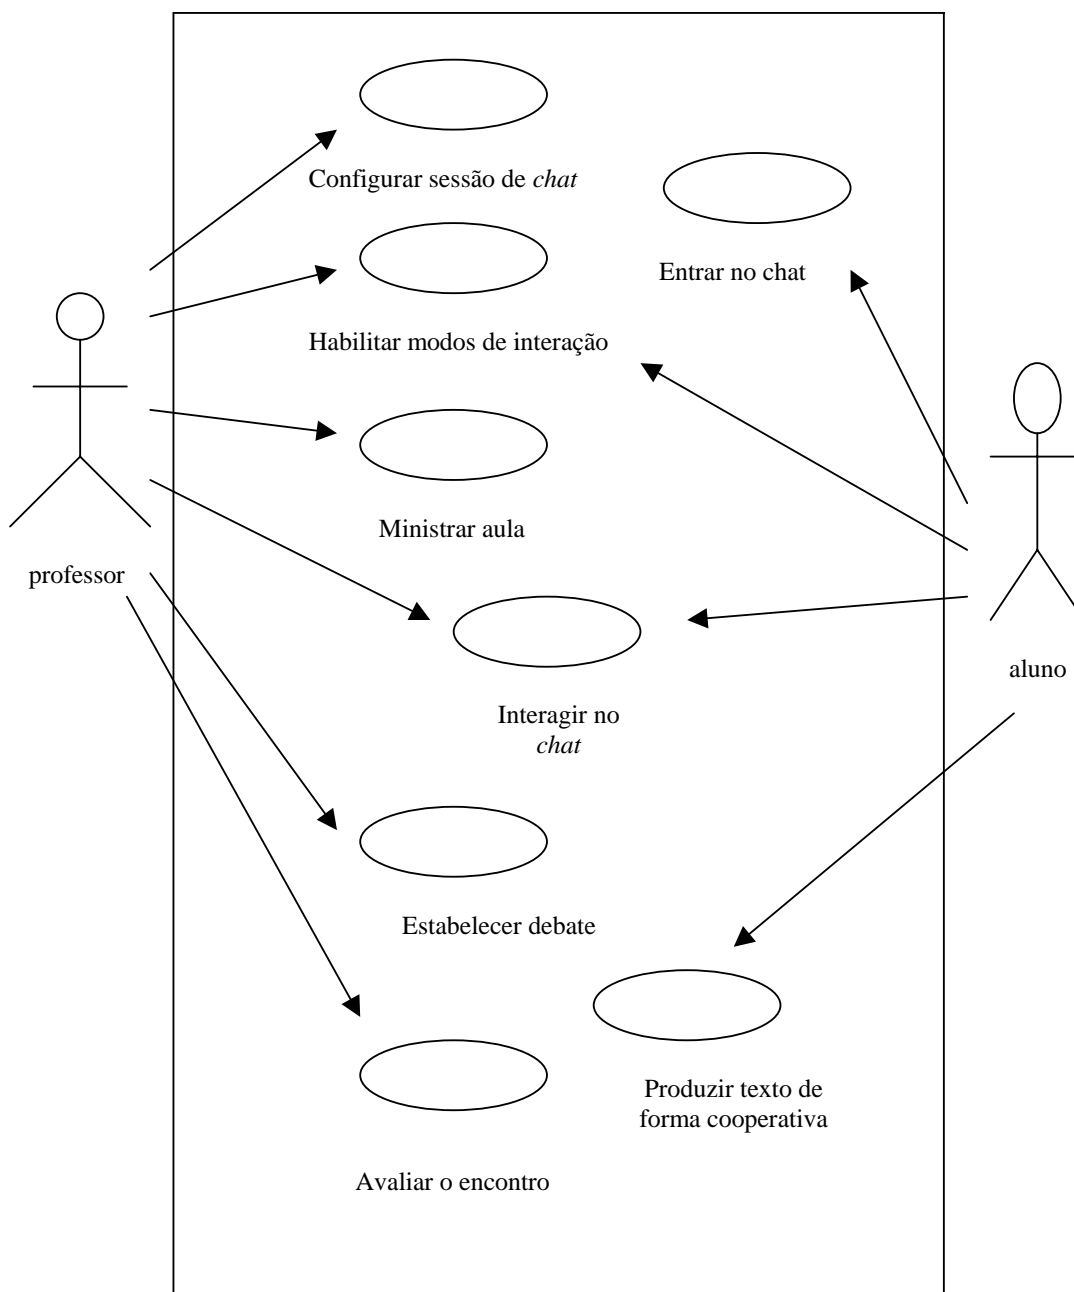 Configurar sessão de chat
Entrar no chat
Habilitar modos de interação
Ministrar aula
professor
aluno
Interagir no
chat
Estabelecer debate
Produzir texto de
forma cooperativa
Avaliar o encontro